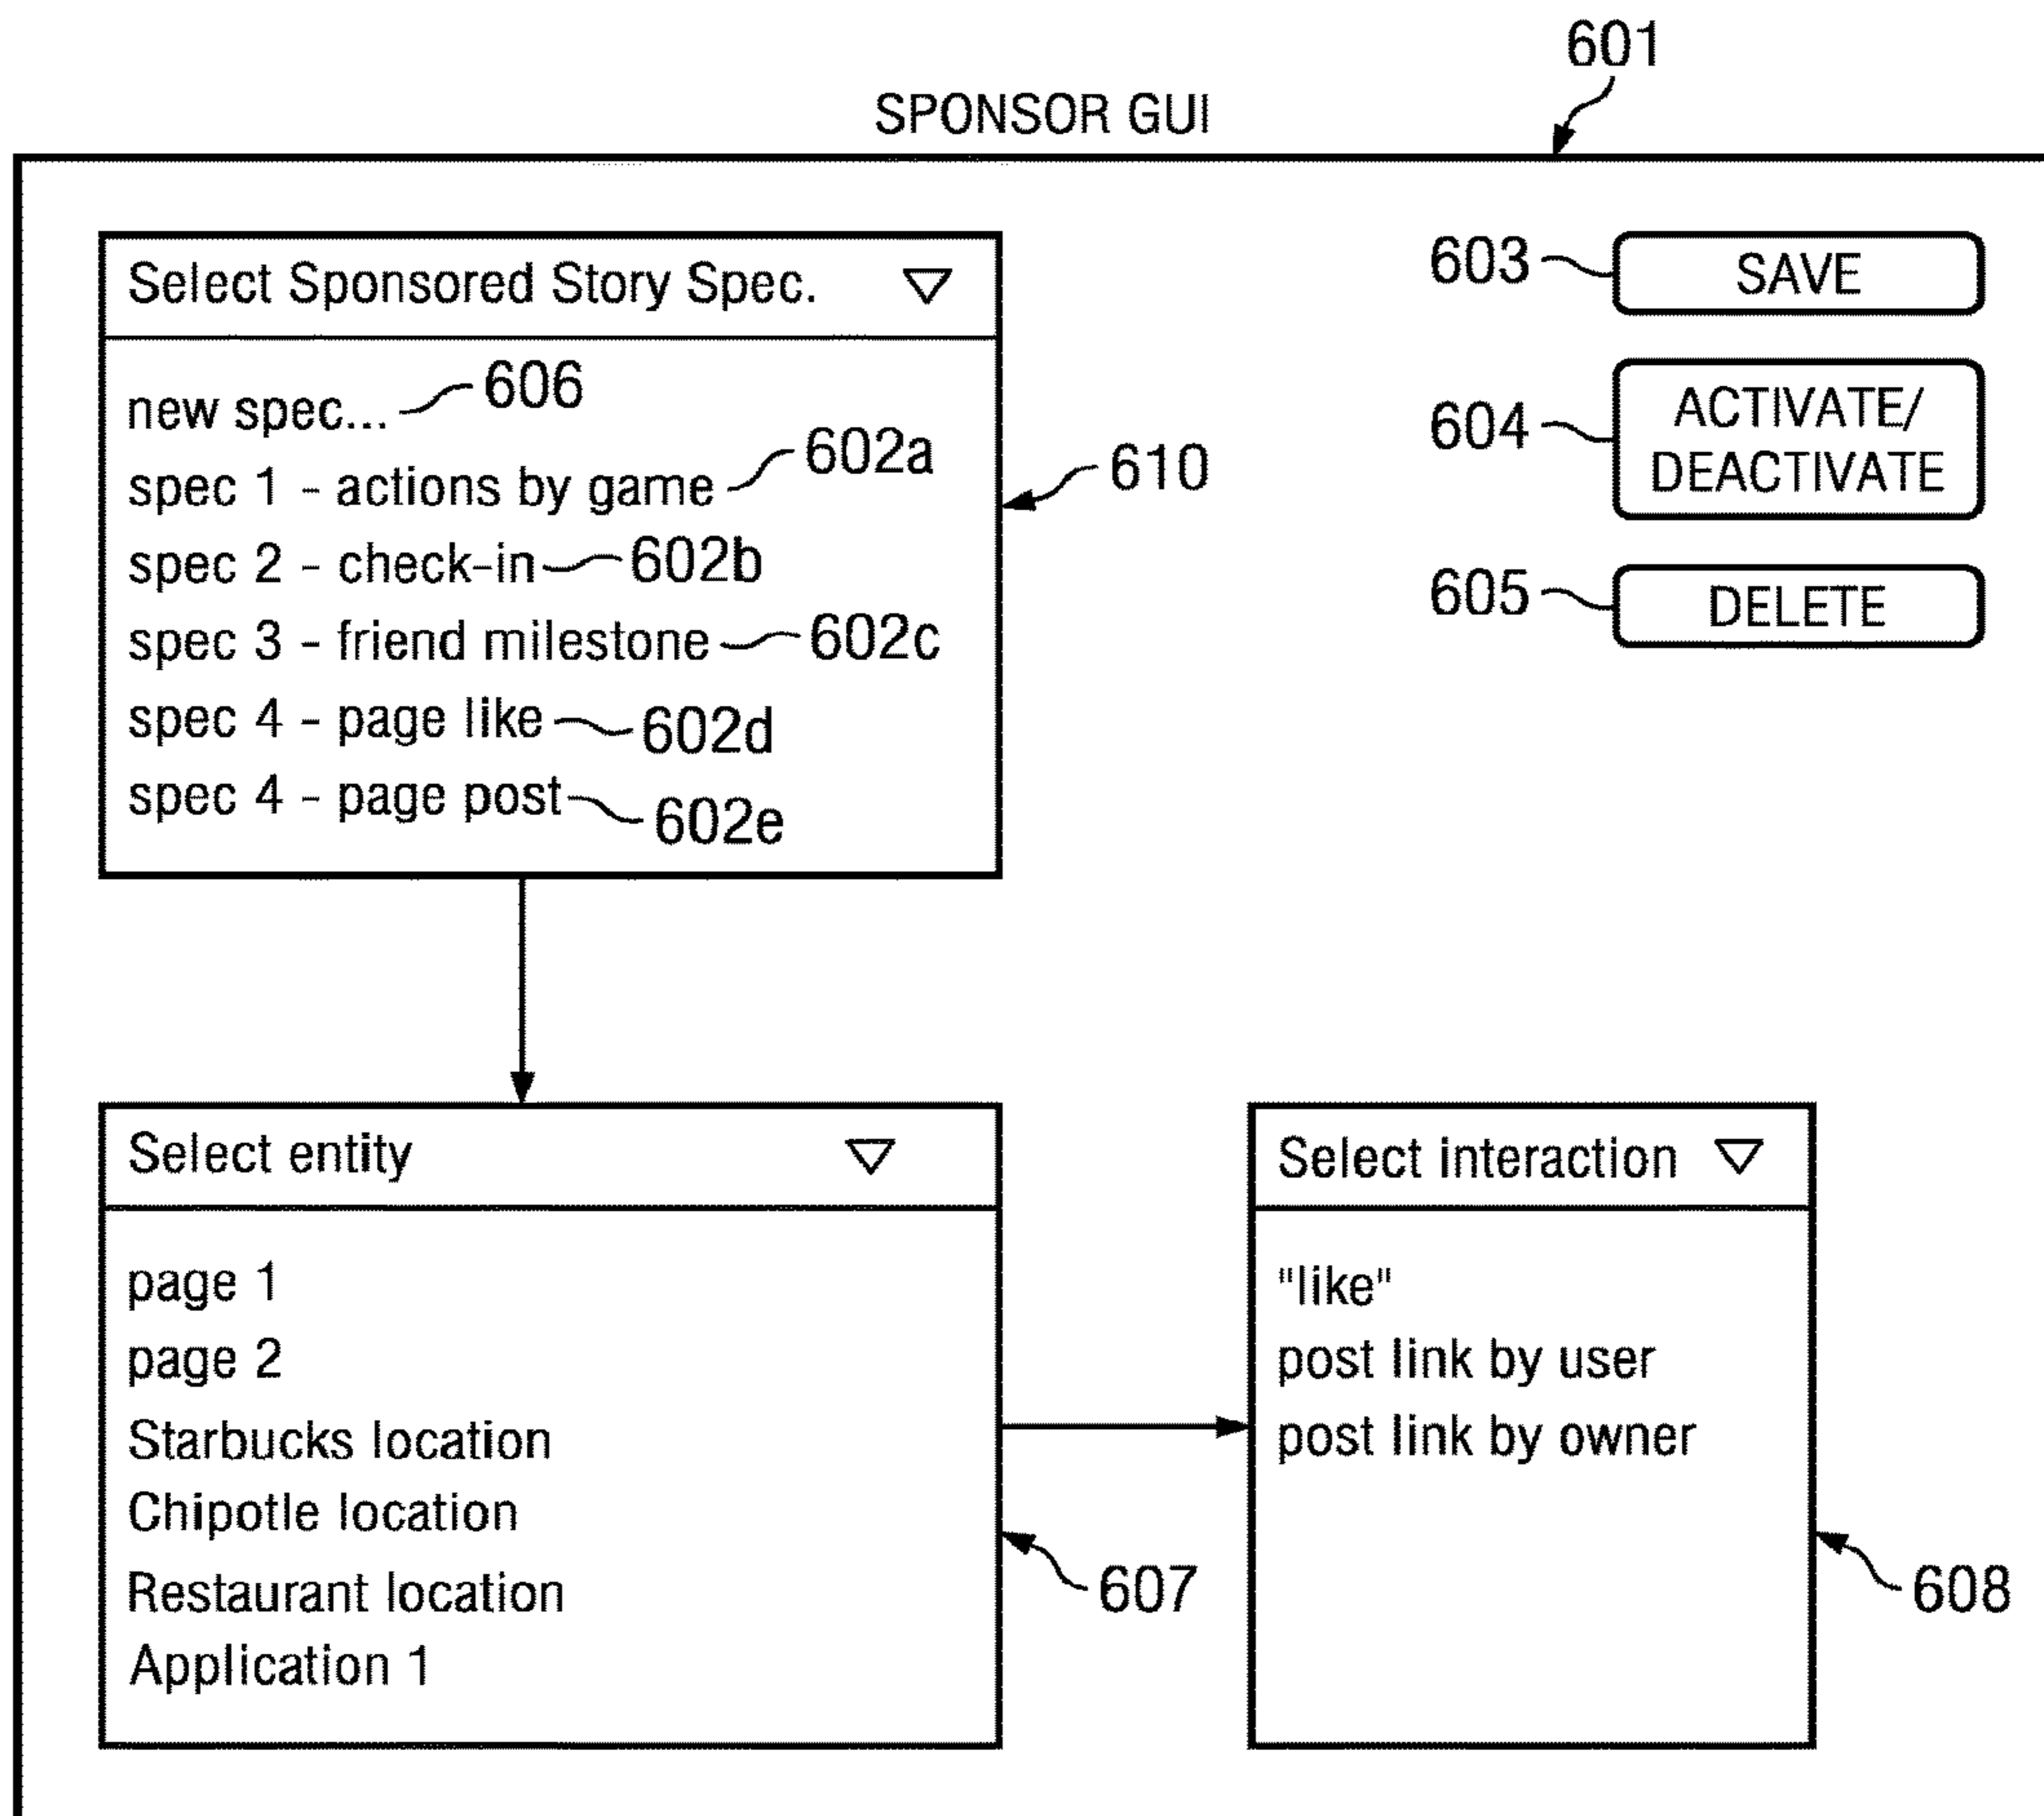 601
SPONSOR GUI
Select Sponsored Story Spec.
new spec... 606
spec 1 - actions by game 602a
spec 2 - check-in 602b
spec 3 - friend milestone 602c
spec 4 - page like 602d
spec 4 - page post 602e
610
603 SAVE
604 ACTIVATE/
DEACTIVATE
605 DELETE
Select entity
page 1
page 2
Starbucks location
Chipotle location
Restaurant location
Application 1
607
Select interaction
"like"
post link by user
post link by owner
608